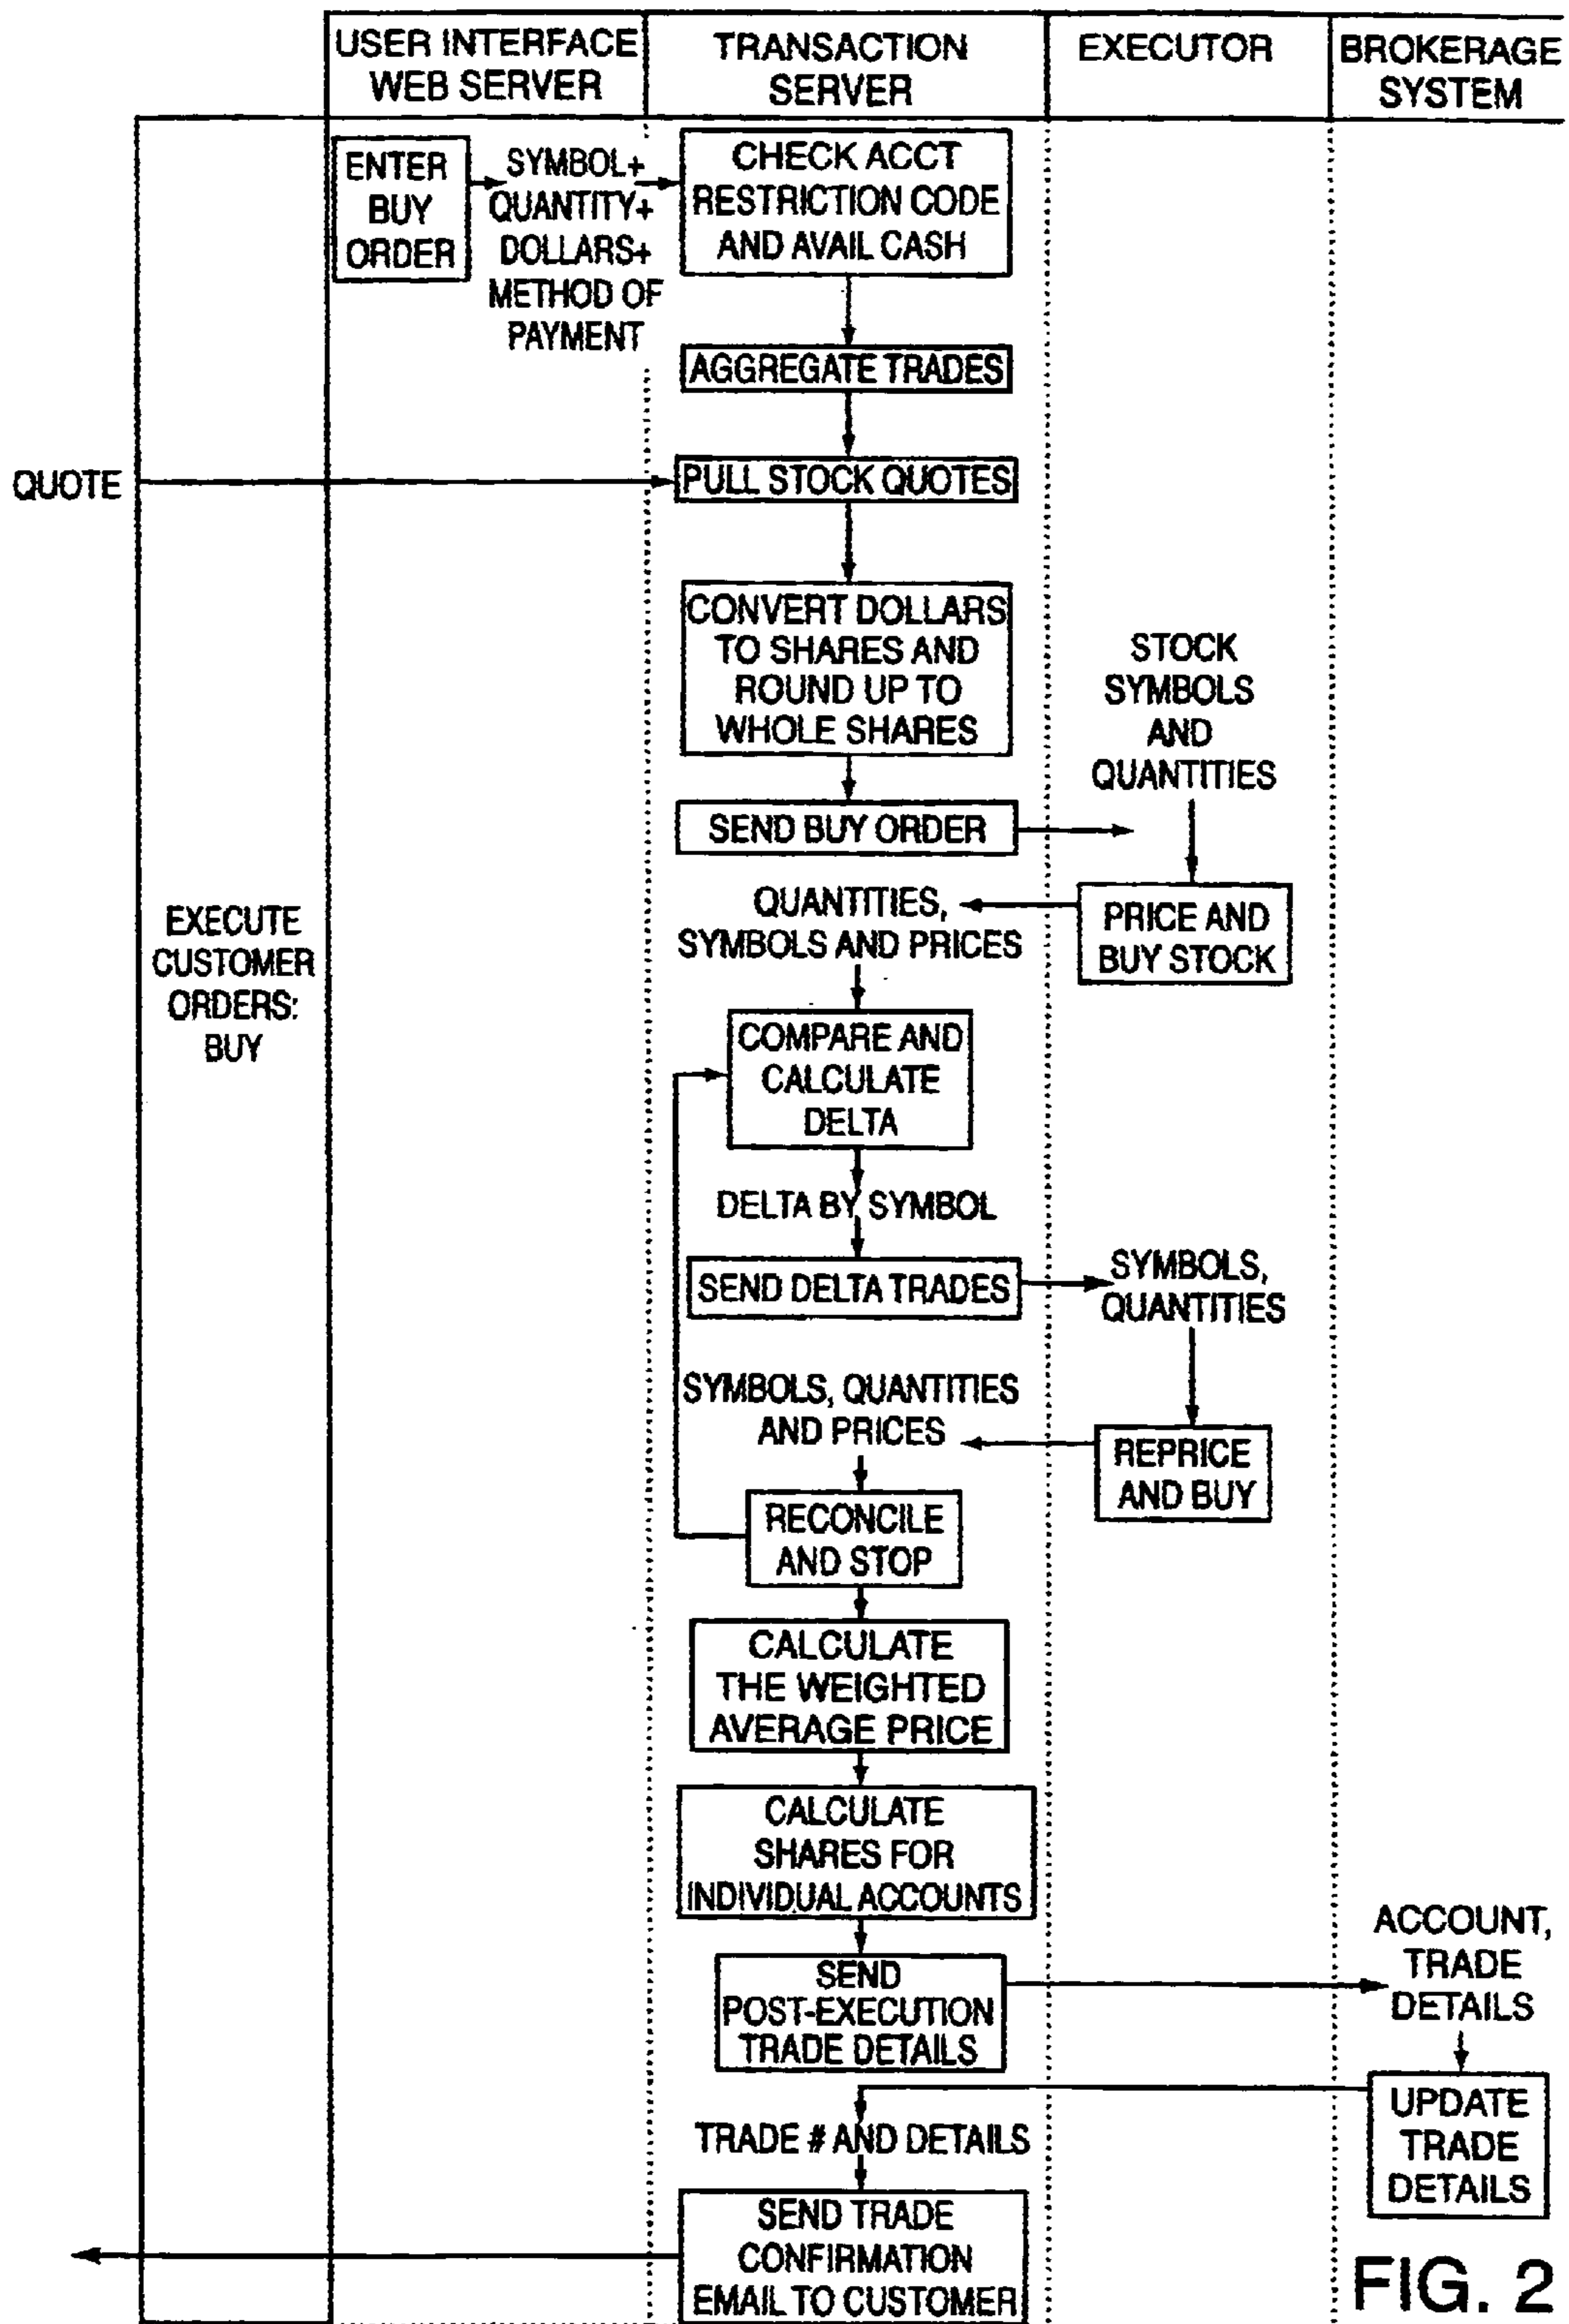 USER INTERFACE
WEB SERVER
TRANSACTION
SERVER
EXECUTOR
BROKERAGE
SYSTEM
ENTER
BUY
ORDER
SYMBOL+
QUANTITY+
DOLLARS+
METHOD OF
PAYMENT
CHECK ACCT
RESTRICTION CODE
AND AVAIL CASH
AGGREGATE TRADES
QUOTE
PULL STOCK QUOTES
CONVERT DOLLARS
TO SHARES AND
ROUND UP TO
WHOLE SHARES
STOCK
SYMBOLS
AND
QUANTITIES
SEND BUY ORDER
EXECUTE
CUSTOMER
ORDERS:
BUY
QUANTITIES,
SYMBOLS AND PRICES
PRICE AND
BUY STOCK
COMPARE AND
CALCULATE
DELTA
DELTA BY SYMBOL
SEND DELTA TRADES
SYMBOLS,
QUANTITIES
SYMBOLS, QUANTITIES
AND PRICES
REPRICE
AND BUY
RECONCILE
AND STOP
CALCULATE
THE WEIGHTED
AVERAGE PRICE
CALCULATE
SHARES FOR
INDIVIDUAL ACCOUNTS
SEND
POST-EXECUTION
TRADE DETAILS
ACCOUNT,
TRADE
DETAILS
UPDATE
TRADE
DETAILS
TRADE # AND DETAILS
SEND TRADE
CONFIRMATION
EMAIL TO CUSTOMER
FIG. 2